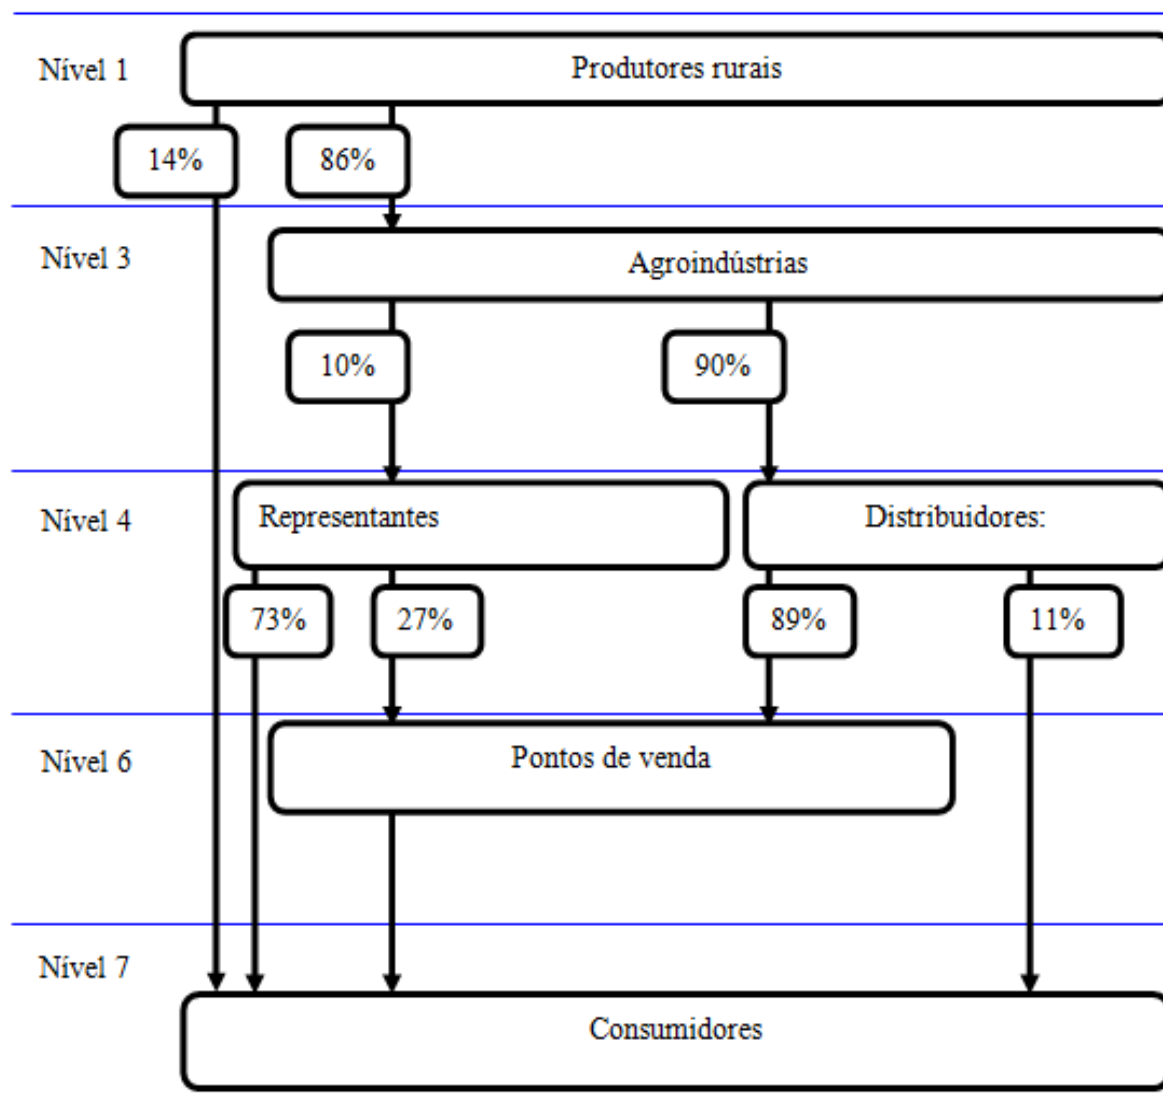 Nível 1
Produtores rurais
14%
86%
Nível 3
Agroindústrias
10%
90%
Nível 4
Representantes
Distribuidores:
73%
27%
89%
11%
Nível 6
Pontos de venda
Nível 7
Consumidores